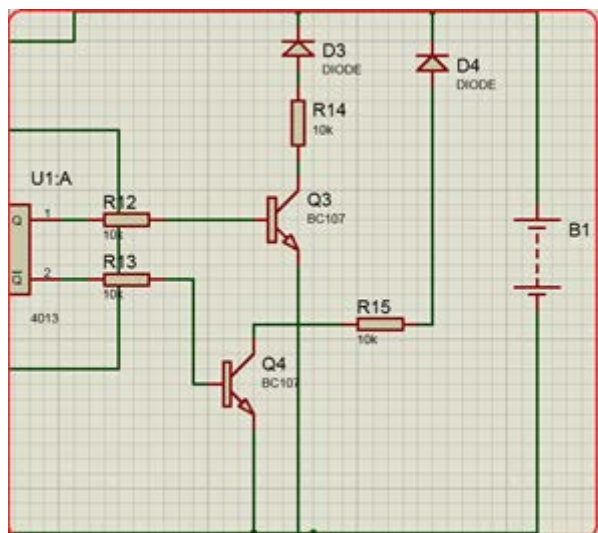 D3
DIODE
D4
DIODE
R14
10k
U1:A
Q
1
R12
10k
Q3
BC107
B1
Q
2
R13
10k
4013
R15
10k
Q4
BC107